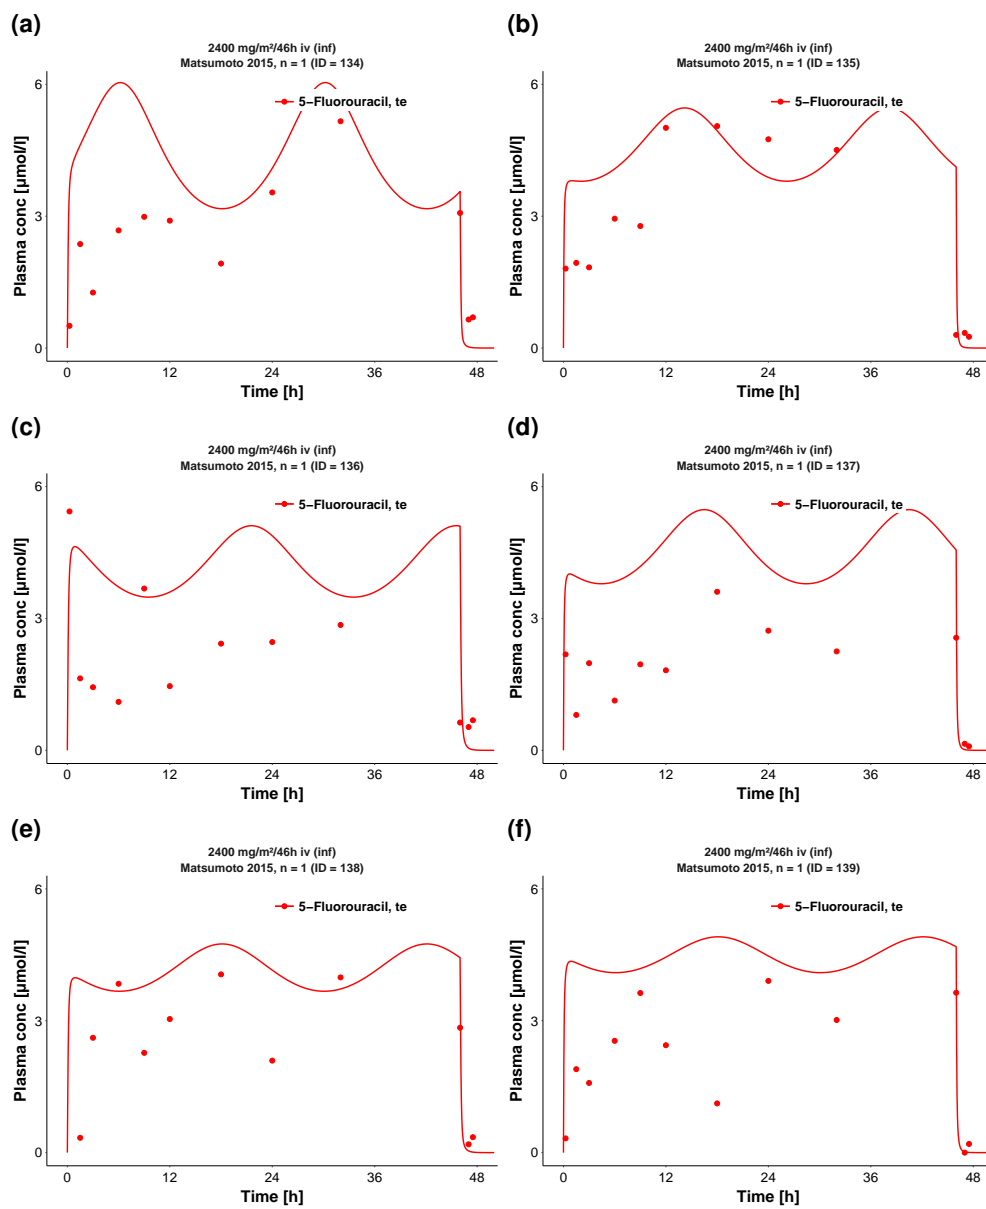 (a)
2400 mg/m²/46h iv (inf)
Matsumoto 2015, n = 1 (ID = 134)
5−Fluorouracil, te
Plasma conc [µmol/l]
6
3
0
0 12 24 36 48
Time [h]
(b)
2400 mg/m²/46h iv (inf)
Matsumoto 2015, n = 1 (ID = 135)
5−Fluorouracil, te
Plasma conc [µmol/l]
6
3
0
0 12 24 36 48
Time [h]
(c)
2400 mg/m²/46h iv (inf)
Matsumoto 2015, n = 1 (ID = 136)
5−Fluorouracil, te
Plasma conc [µmol/l]
6
3
0
0 12 24 36 48
Time [h]
(d)
2400 mg/m²/46h iv (inf)
Matsumoto 2015, n = 1 (ID = 137)
5−Fluorouracil, te
Plasma conc [µmol/l]
6
3
0
0 12 24 36 48
Time [h]
(e)
2400 mg/m²/46h iv (inf)
Matsumoto 2015, n = 1 (ID = 138)
5−Fluorouracil, te
Plasma conc [µmol/l]
6
3
0
0 12 24 36 48
Time [h]
(f)
2400 mg/m²/46h iv (inf)
Matsumoto 2015, n = 1 (ID = 139)
5−Fluorouracil, te
Plasma conc [µmol/l]
6
3
0
0 12 24 36 48
Time [h]